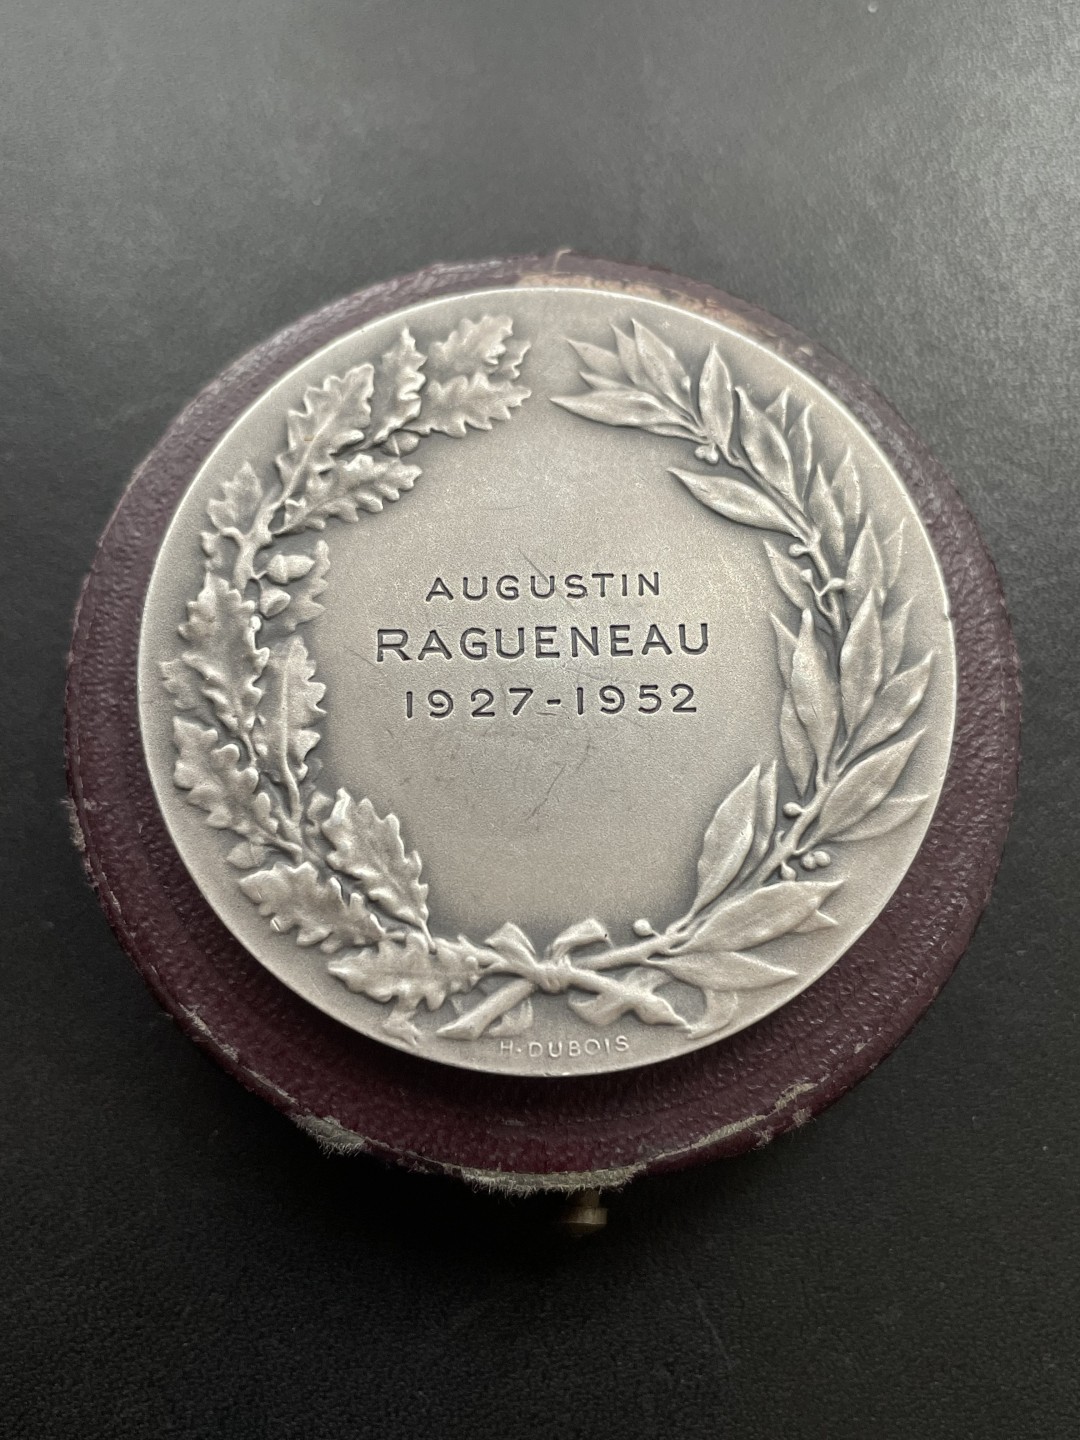 AUGUSTIN
RAGUENEAU
1927-1952
H·DUBOIS